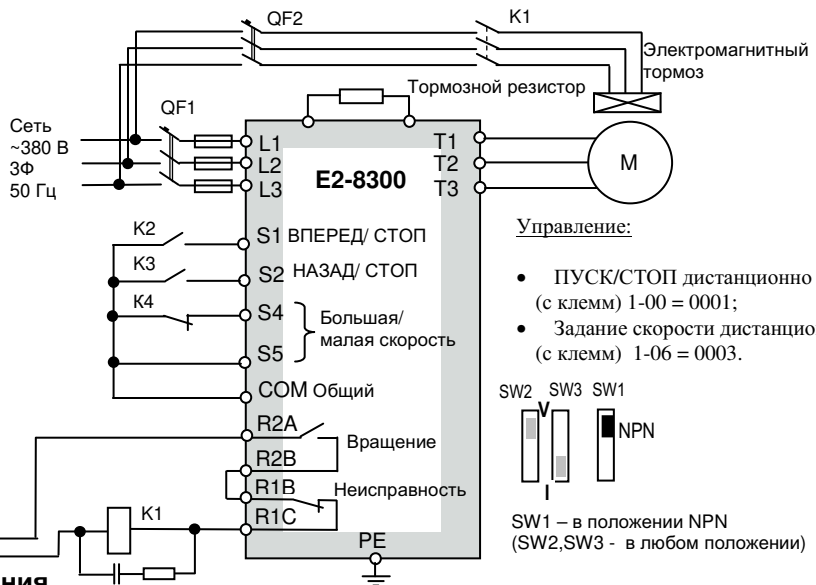 QF2
K1
Электромагнитный
тормоз
Тормозной резистор
QF1
Сеть
~380 В
3Ф
50 Гц
L1
L2
L3
E2-8300
T1
T2
T3
M
K2
S1 ВПЕРЕД/ СТОП
K3
S2 НАЗАД/ СТОП
K4
S4
Большая/
малая скорость
S5
COM Общий
R2A
Вращение
R2B
R1B
Неисправность
R1C
K1
PE
Управление:
• ПУСК/СТОП дистанционно
(с клемм) 1-00 = 0001;
• Задание скорости дистанцио
(с клемм) 1-06 = 0003.
SW2 SW3 SW1
V
NPN
I
SW1 – в положении NPN
(SW2,SW3 - в любом положении)